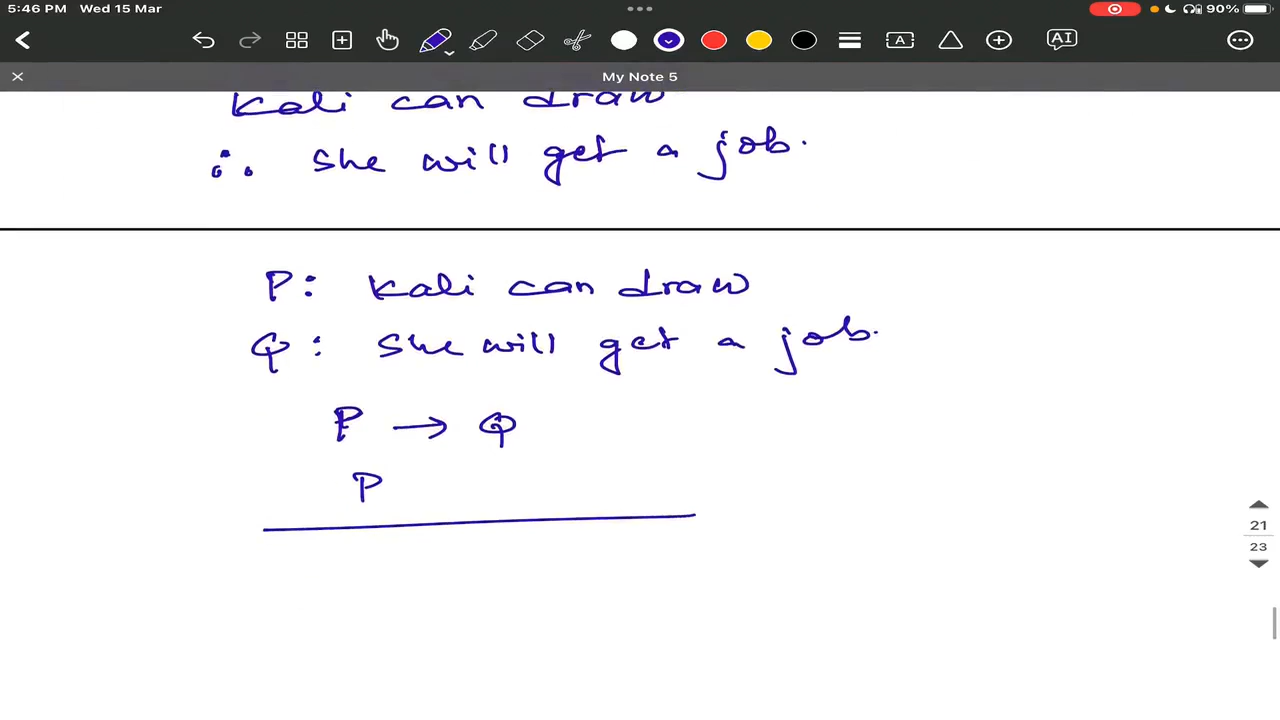 5:46 PM Wed 15 Mar
90%
A
AI
My Note 5
Kali can draw
∴ She will get a job.
P: Kali can draw
Q: She will get a job.
P → Q
P
21
23